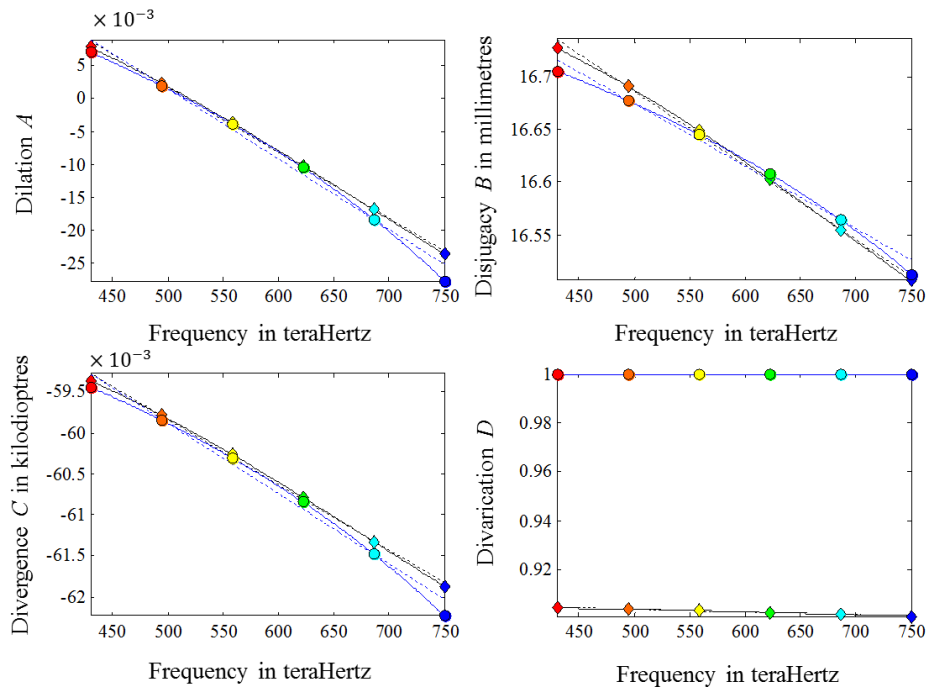 × 10⁻³
5
0
-5
-10
-15
-20
-25
450 500 550 600 650 700 750
Dilation A
Frequency in teraHertz
16.7
16.65
16.6
16.55
450 500 550 600 650 700 750
Disjugacy B in millimetres
Frequency in teraHertz
× 10⁻³
-59.5
-60
-60.5
-61
-61.5
-62
450 500 550 600 650 700 750
Divergence C in kilodioptres
Frequency in teraHertz
1
0.98
0.96
0.94
0.92
450 500 550 600 650 700 750
Divarication D
Frequency in teraHertz